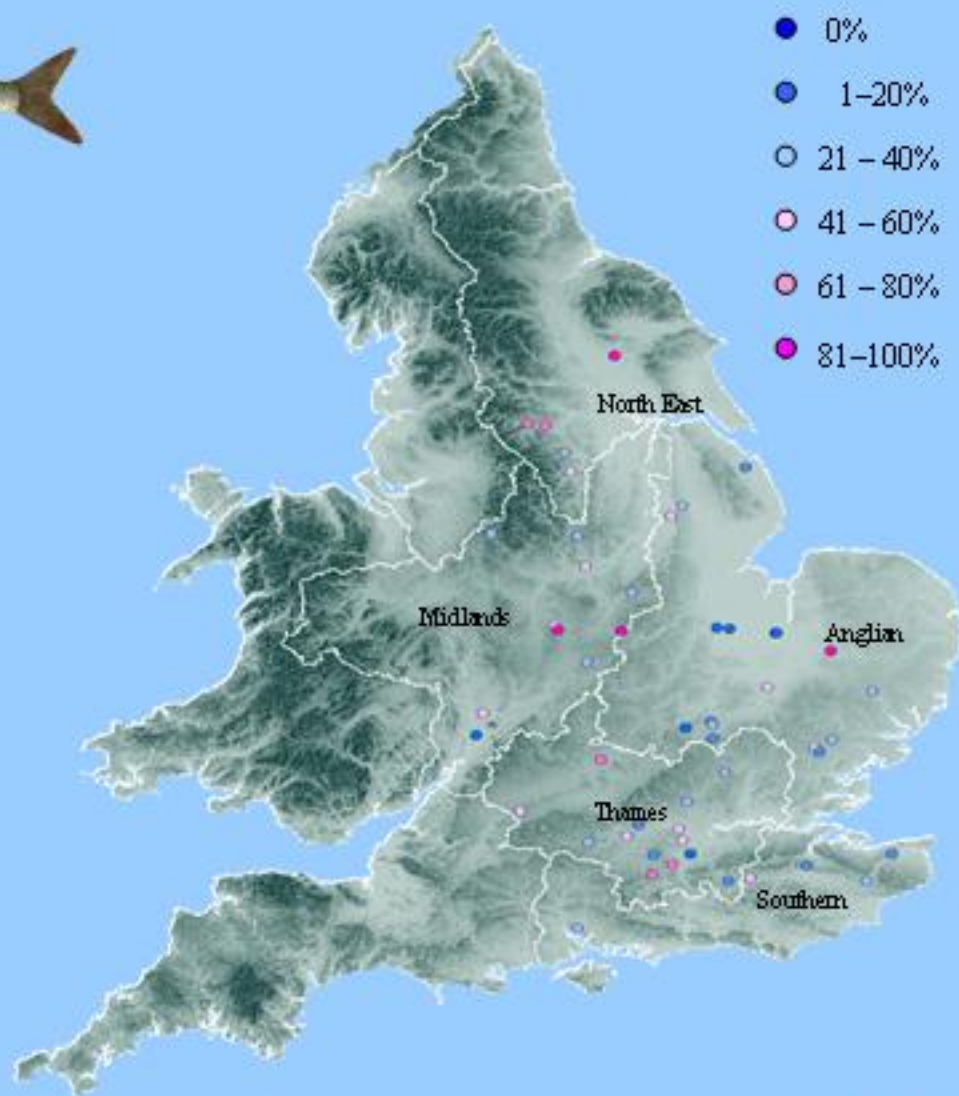 0%
1–20%
21 – 40%
41 – 60%
61 – 80%
81–100%
North East
Midlands
Anglian
Thames
Southern